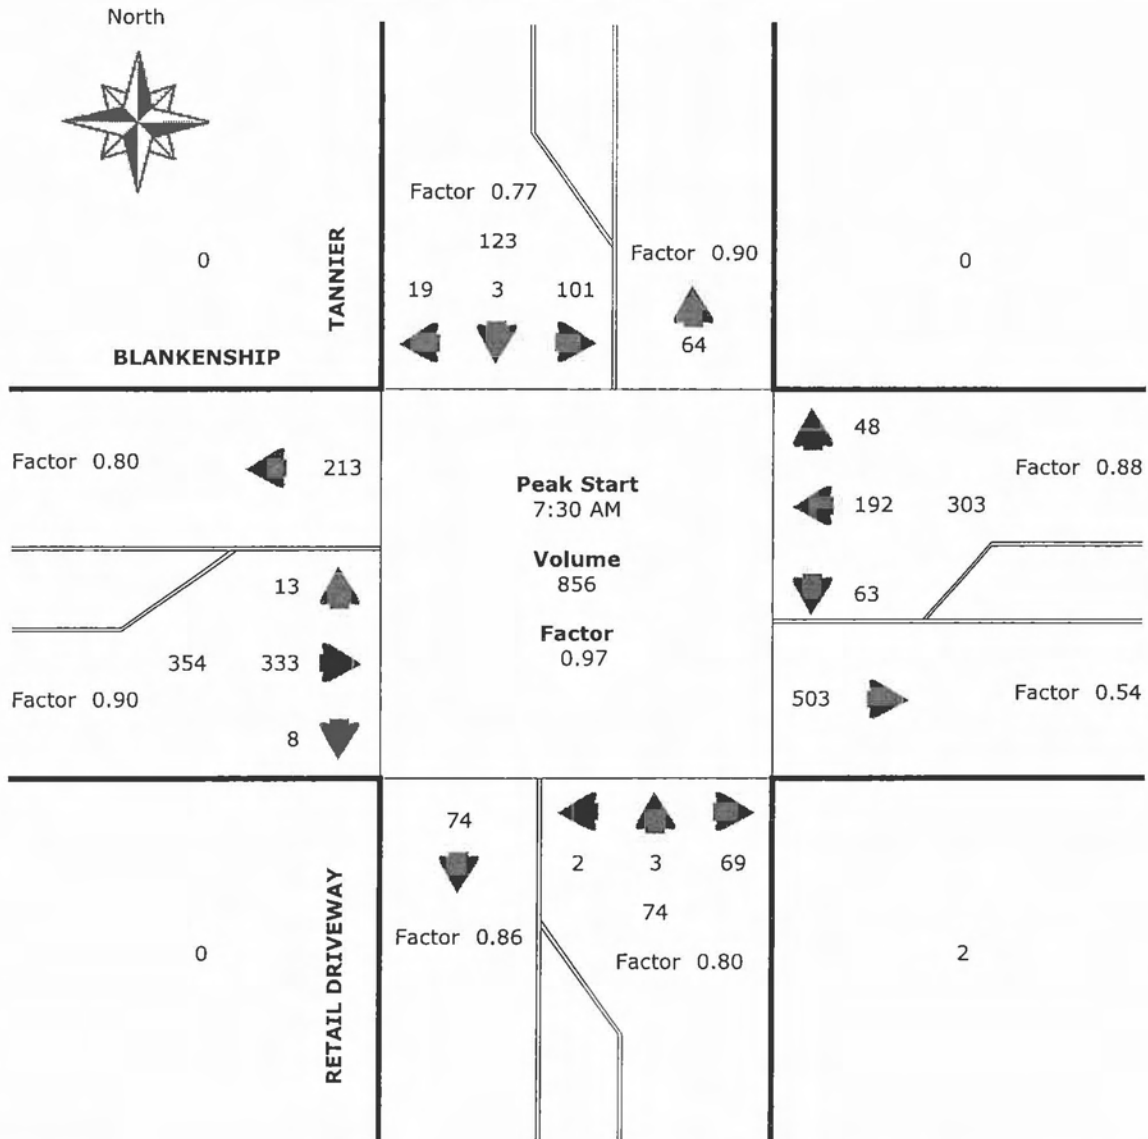 North
Factor 0.77
123
19 3 101
Factor 0.90
64
0
TANNIER
0
BLANKENSHIP
Factor 0.80
213
48
Factor 0.88
192 303
63
Peak Start
7:30 AM
Volume
856
Factor
0.97
13
354 333
Factor 0.90
8
503
Factor 0.54
74
Factor 0.86
2 3 69
74
Factor 0.80
0
RETAIL DRIVEWAY
2